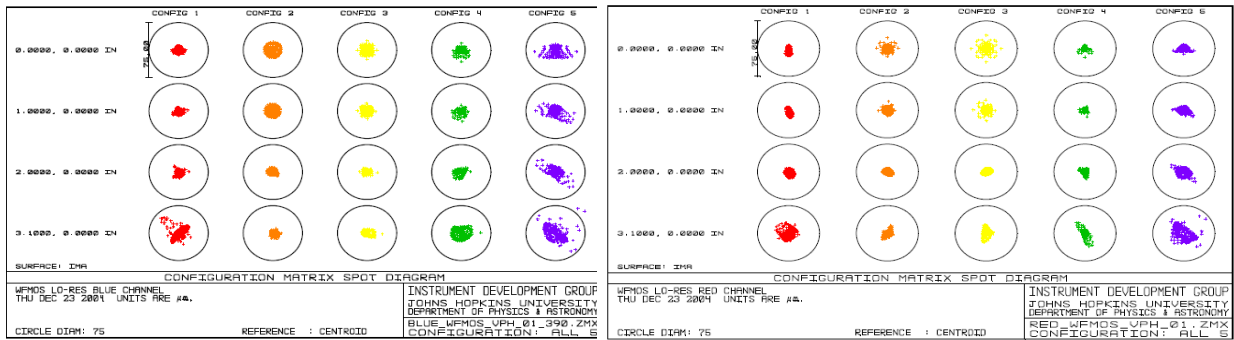 CONFIG 1 CONFIG 2 CONFIG 3 CONFIG 4 CONFIG 5
75.00
0.0000, 0.0000 IN
1.0000, 0.0000 IN
2.0000, 0.0000 IN
3.1000, 0.0000 IN
SURFACE: IMA
CONFIGURATION MATRIX SPOT DIAGRAM
WFMOS LO-RES BLUE CHANNEL
THU DEC 23 2004 UNITS ARE µm.
CIRCLE DIAM: 75 REFERENCE : CENTROID
INSTRUMENT DEVELOPMENT GROUP
JOHNS HOPKINS UNIVERSITY
DEPARTMENT OF PHYSICS & ASTRONOMY
BLUE_WFMOS_VPH_01_390.ZMX
CONFIGURATION: ALL 5
CONFIG 1 CONFIG 2 CONFIG 3 CONFIG 4 CONFIG 5
75.00
0.0000, 0.0000 IN
1.0000, 0.0000 IN
2.0000, 0.0000 IN
3.1000, 0.0000 IN
SURFACE: IMA
CONFIGURATION MATRIX SPOT DIAGRAM
WFMOS LO-RES RED CHANNEL
THU DEC 23 2004 UNITS ARE µm.
CIRCLE DIAM: 75 REFERENCE : CENTROID
INSTRUMENT DEVELOPMENT GROUP
JOHNS HOPKINS UNIVERSITY
DEPARTMENT OF PHYSICS & ASTRONOMY
RED_WFMOS_VPH_01.ZMX
CONFIGURATION: ALL 5